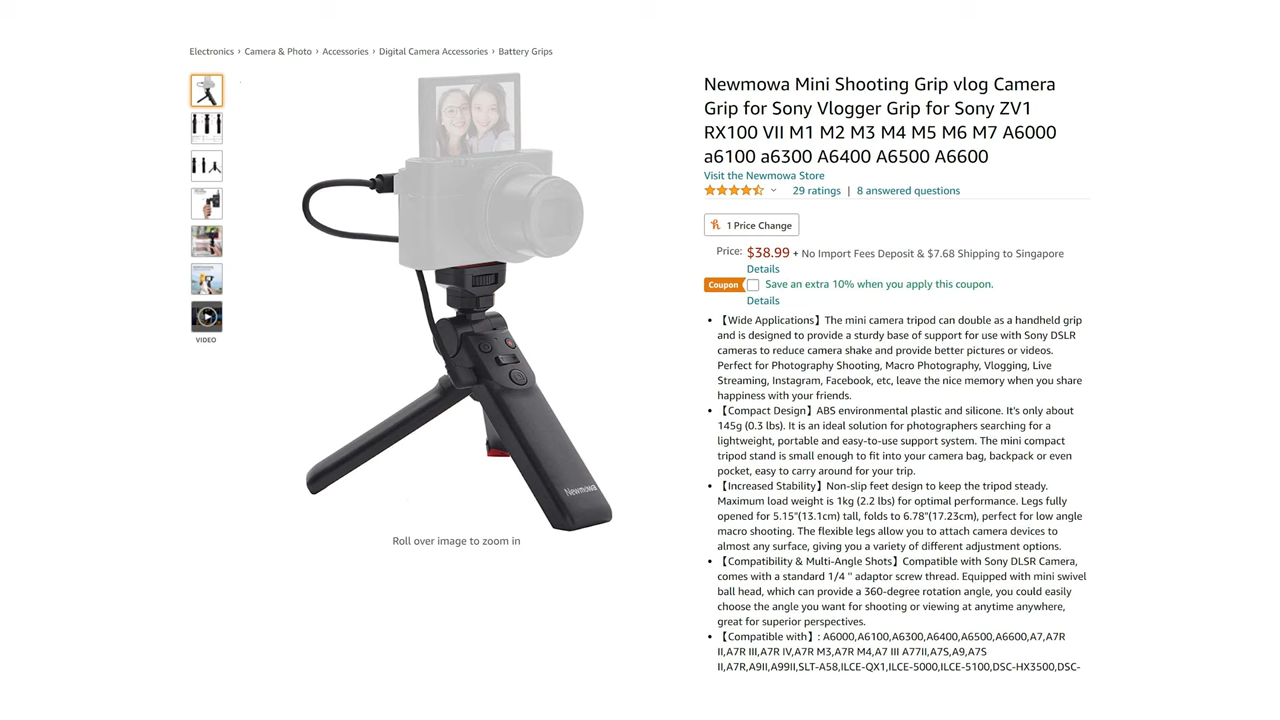 Electronics › Camera & Photo › Accessories › Digital Camera Accessories › Battery Grips
VIDEO
Newmowa
Roll over image to zoom in
Newmowa Mini Shooting Grip vlog Camera
Grip for Sony Vlogger Grip for Sony ZV1
RX100 VII M1 M2 M3 M4 M5 M6 M7 A6000
a6100 a6300 A6400 A6500 A6600
Visit the Newmowa Store
29 ratings | 8 answered questions
1 Price Change
Price: $38.99 + No Import Fees Deposit & $7.68 Shipping to Singapore
Details
Coupon Save an extra 10% when you apply this coupon.
Details
• 【Wide Applications】The mini camera tripod can double as a handheld grip
and is designed to provide a sturdy base of support for use with Sony DSLR
cameras to reduce camera shake and provide better pictures or videos.
Perfect for Photography Shooting, Macro Photography, Vlogging, Live
Streaming, Instagram, Facebook, etc, leave the nice memory when you share
happiness with your friends.
• 【Compact Design】ABS environmental plastic and silicone. It's only about
145g (0.3 lbs). It is an ideal solution for photographers searching for a
lightweight, portable and easy-to-use support system. The mini compact
tripod stand is small enough to fit into your camera bag, backpack or even
pocket, easy to carry around for your trip.
• 【Increased Stability】Non-slip feet design to keep the tripod steady.
Maximum load weight is 1kg (2.2 lbs) for optimal performance. Legs fully
opened for 5.15"(13.1cm) tall, folds to 6.78"(17.23cm), perfect for low angle
macro shooting. The flexible legs allow you to attach camera devices to
almost any surface, giving you a variety of different adjustment options.
• 【Compatibility & Multi-Angle Shots】Compatible with Sony DLSR Camera,
comes with a standard 1/4 " adaptor screw thread. Equipped with mini swivel
ball head, which can provide a 360-degree rotation angle, you could easily
choose the angle you want for shooting or viewing at anytime anywhere,
great for superior perspectives.
• 【Compatible with】: A6000,A6100,A6300,A6400,A6500,A6600,A7,A7R
II,A7R III,A7R IV,A7R M3,A7R M4,A7 III A77II,A7S,A9,A7S
II,A7R,A9II,A99II,SLT-A58,ILCE-QX1,ILCE-5000,ILCE-5100,DSC-HX3500,DSC-